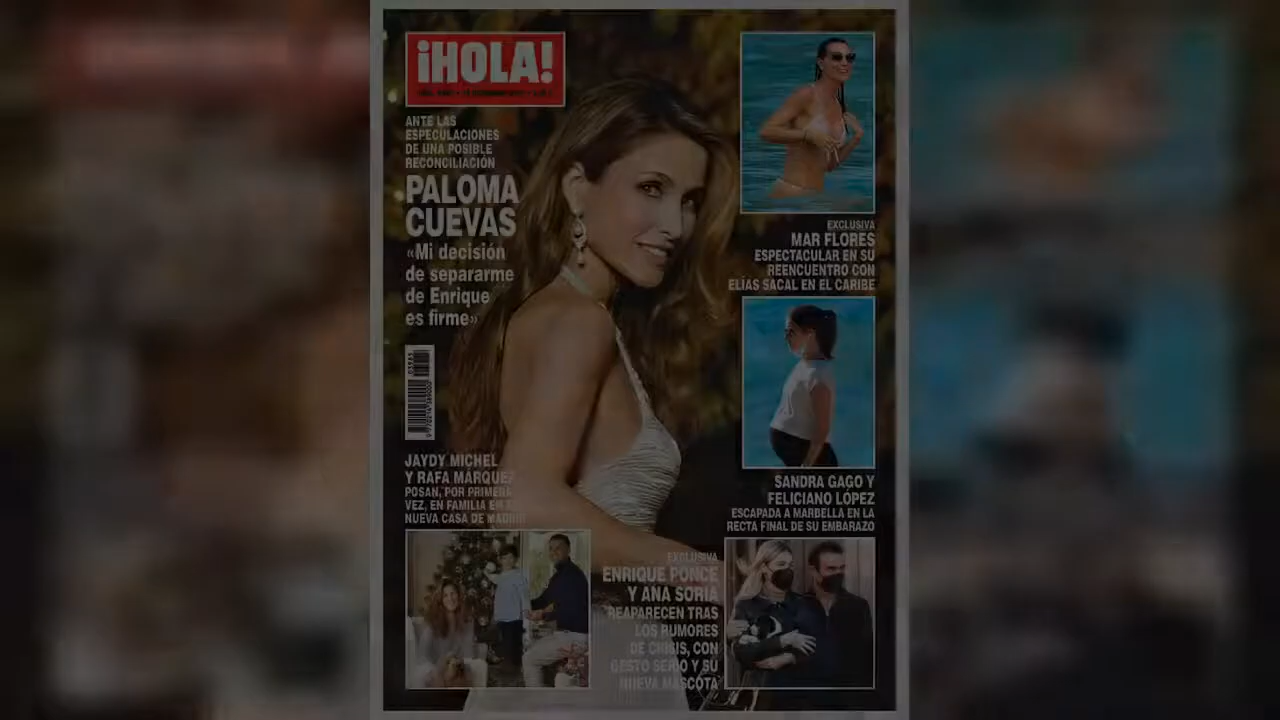 ¡HOLA!
ANTE LAS
ESPECULACIONES
DE UNA POSIBLE
RECONCILIACIÓN
PALOMA
CUEVAS
«Mi decisión
de separarme
de Enrique
es firme»
EXCLUSIVA
MAR FLORES
ESPECTACULAR EN SU
REENCUENTRO CON
ELÍAS SACAL EN EL CARIBE
SANDRA GAGO Y
FELICIANO LÓPEZ
ESCAPADA A MARBELLA EN LA
RECTA FINAL DE SU EMBARAZO
JAYDY MICHEL
Y RAFA MÁRQUEZ
POSAN, POR PRIMERA
VEZ, EN FAMILIA EN
NUEVA CASA DE MADRID
EXCLUSIVA
ENRIQUE PONCE
Y ANA SORIA
REAPARECEN TRAS
LOS RUMORES
DE CRISIS, CON
GESTO SERIO Y SU
NUEVA MASCOTA